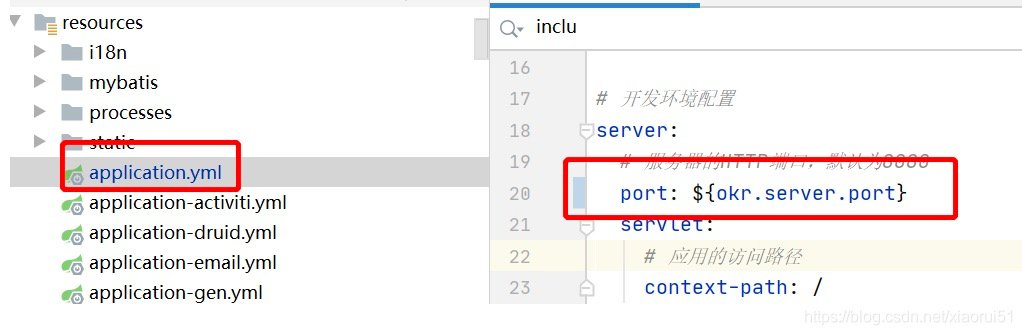 resources
i18n
mybatis
processes
static
application.yml
application-activiti.yml
application-druid.yml
application-email.yml
application-gen.yml
inclu
16
17 # 开发环境配置
18 server:
19 # 服务器的HTTP端口，默认为8080
20 port: ${okr.server.port}
21 servlet:
22 # 应用的访问路径
23 context-path: /
https://blog.csdn.net/xiaorui51